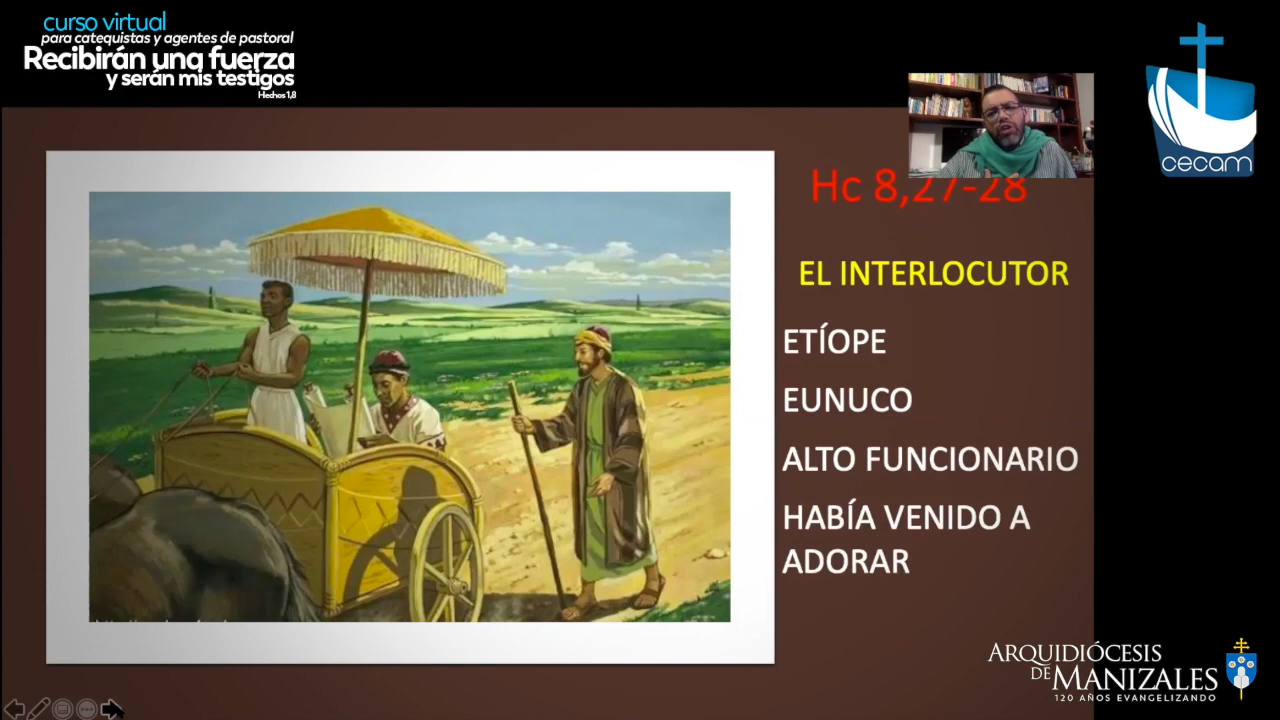 curso virtual
para catequistas y agentes de pastoral
Recibirán una fuerza
y serán mis testigos
Hechos 1,8
cecam
Hc 8,27-28
EL INTERLOCUTOR
ETÍOPE
EUNUCO
ALTO FUNCIONARIO
HABÍA VENIDO A
ADORAR
ARQUIDIÓCESIS
DE MANIZALES
120 AÑOS EVANGELIZANDO